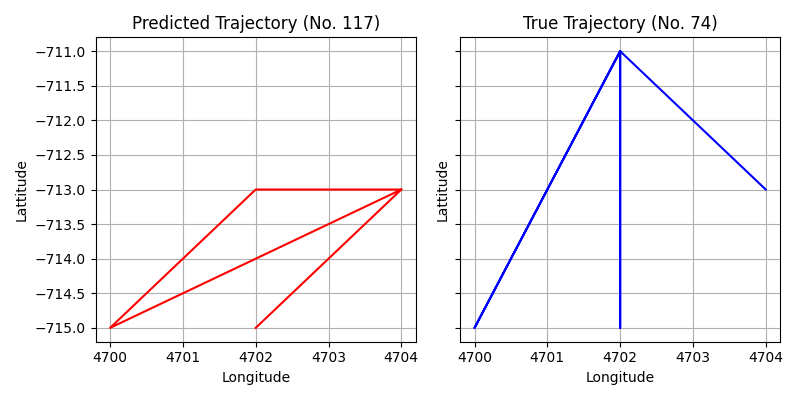 Predicted Trajectory (No. 117)
True Trajectory (No. 74)
−711.0
−711.5
−712.0
−712.5
−713.0
−713.5
−714.0
−714.5
−715.0
Lattitude
Lattitude
4700 4701 4702 4703 4704
4700 4701 4702 4703 4704
Longitude
Longitude